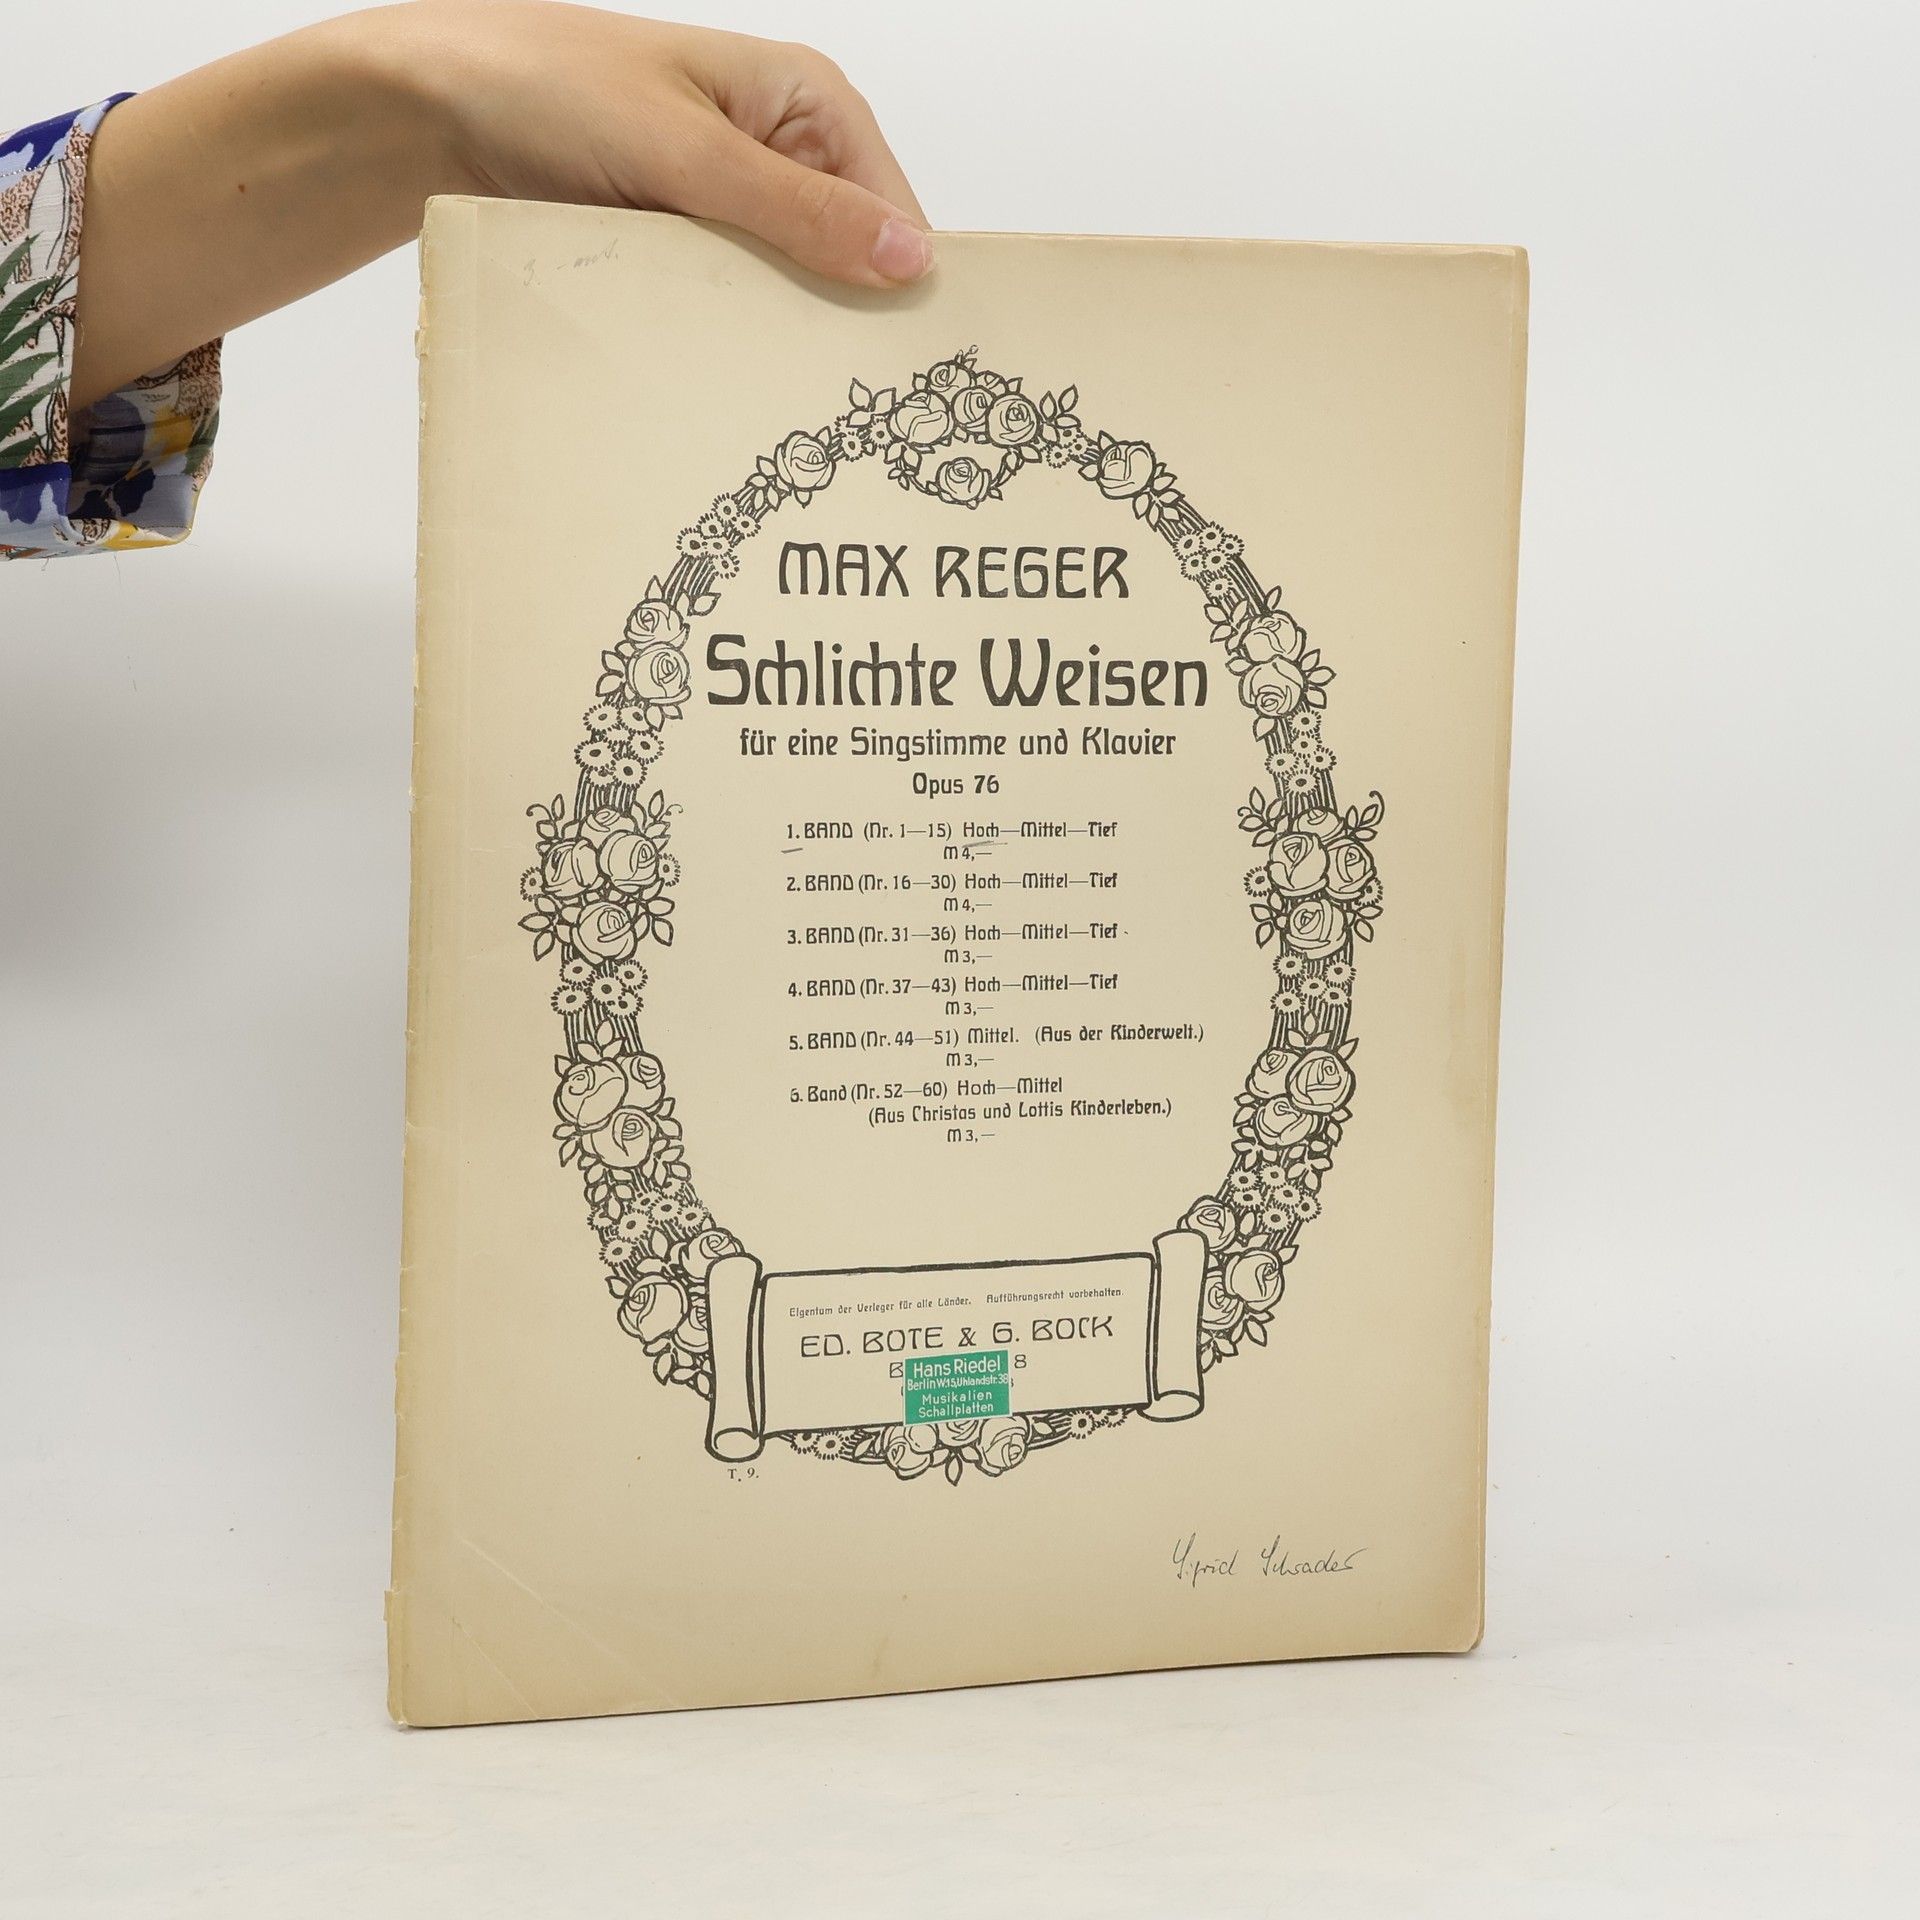 MAX REGER
Schlichte Weisen
für eine Singstimme und Klavier
Opus 76
1. BAND (Nr. 1—15) Hoch—Mittel—Tief
M 4,—
2. BAND (Nr. 16—30) Hoch—Mittel—Tief
M 4,—
3. BAND (Nr. 31—36) Hoch—Mittel—Tief
M 3,—
4. BAND (Nr. 37—43) Hoch—Mittel—Tief
M 3,—
5. BAND (Nr. 44—51) Mittel. (Aus der Kinderwelt.)
M 3,—
6. Band (Nr. 52—60) Hoch—Mittel
(Aus Christas und Lottis Kinderleben.)
M 3,—
Eigentum der Verleger für alle Länder. Aufführungsrecht vorbehalten.
ED. BOTE & G. BOCK
B 8
Hans Riedel
Berlin W.15, Uhlandstr. 38
Musikalien
Schallplatten
T. 9.
Sigrid Schrader